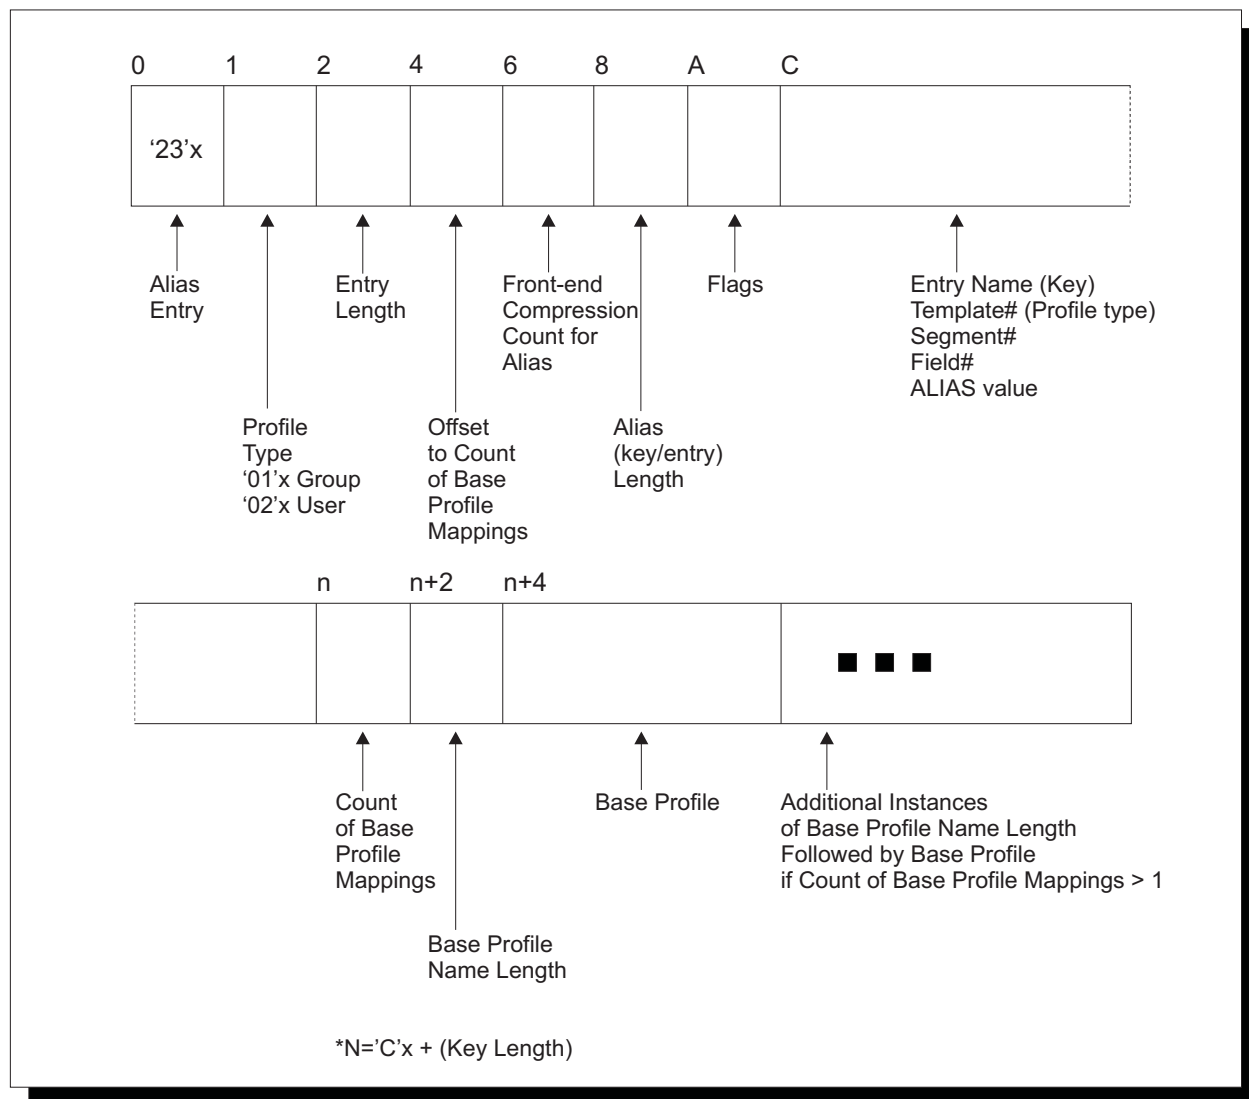 0 1 2 4 6 8 A C
‘23’x
Alias
Entry
Profile
Type
‘01’x Group
‘02’x User
Entry
Length
Offset
to Count
of Base
Profile
Mappings
Front-end
Compression
Count for
Alias
Alias
(key/entry)
Length
Flags
Entry Name (Key)
Template# (Profile type)
Segment#
Field#
ALIAS value
n n+2 n+4
Count
of Base
Profile
Mappings
Base Profile
Name Length
Base Profile
Additional Instances
of Base Profile Name Length
Followed by Base Profile
if Count of Base Profile Mappings > 1
*N=’C’x + (Key Length)